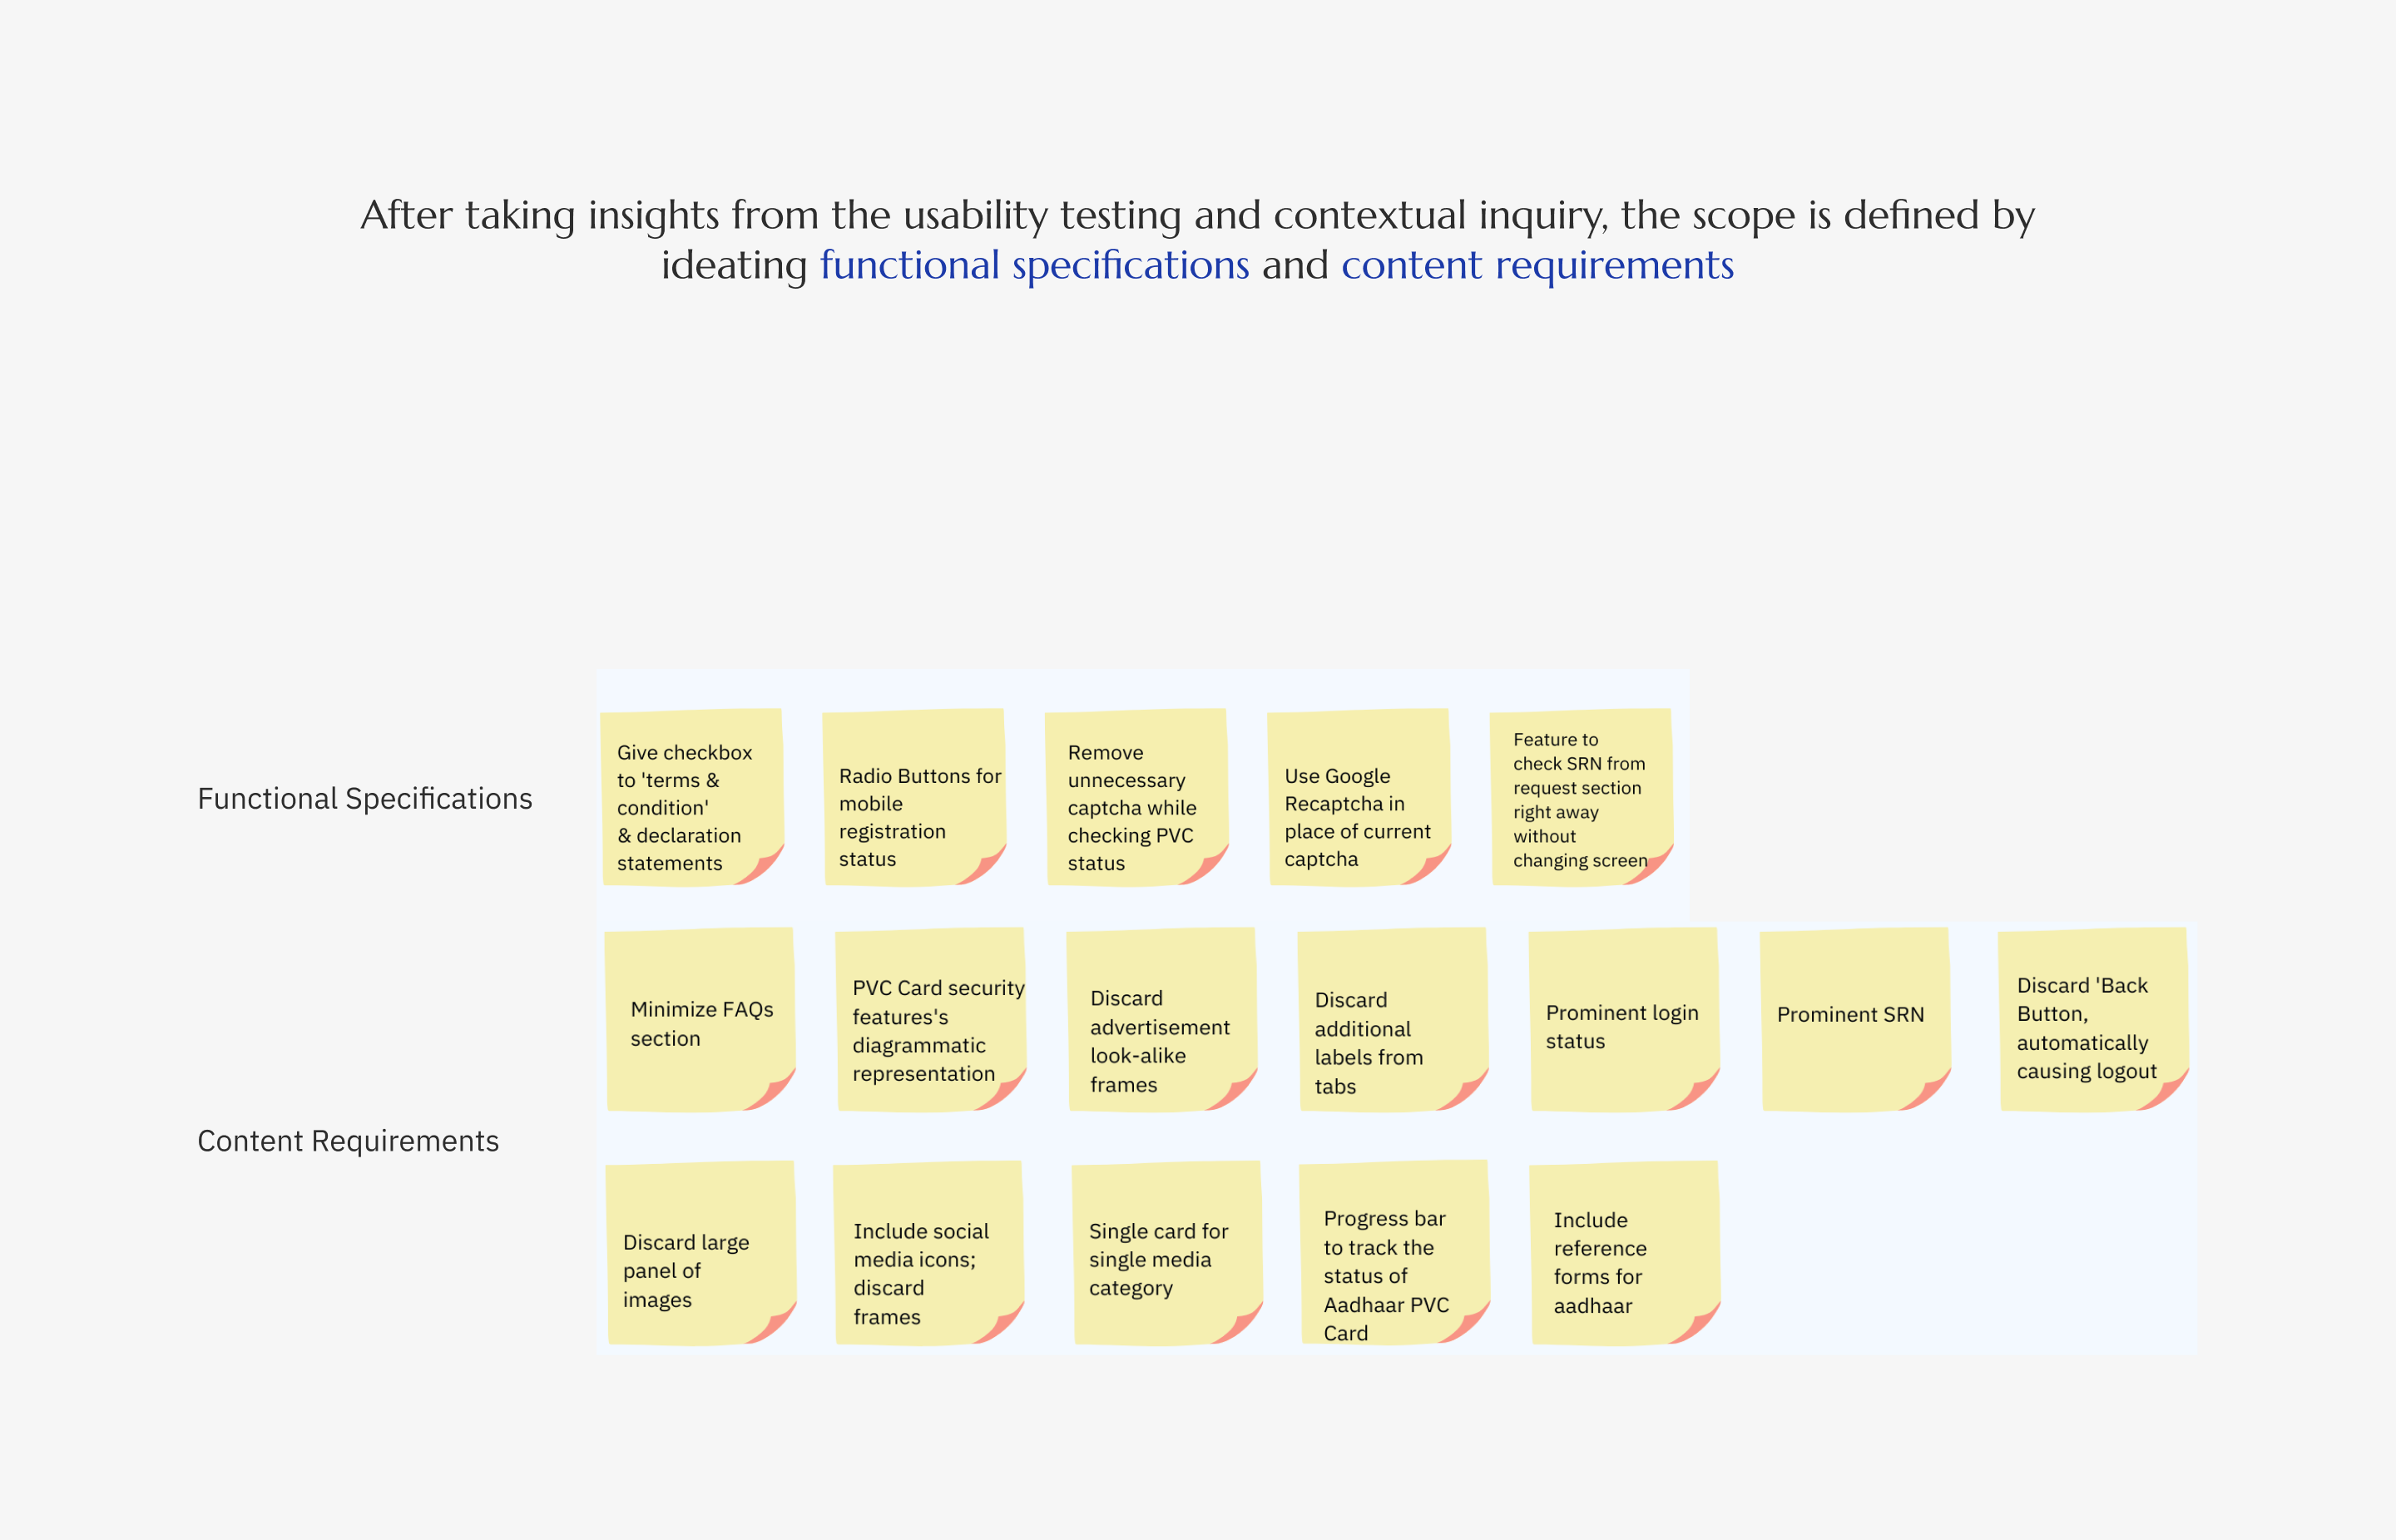 After taking insights from the usability testing and contextual inquiry, the scope is defined by
ideating functional specifications and content requirements
Functional Specifications
Give checkbox
to 'terms &
condition'
& declaration
statements
Radio Buttons for
mobile
registration
status
Remove
unnecessary
captcha while
checking PVC
status
Use Google
Recaptcha in
place of current
captcha
Feature to
check SRN from
request section
right away
without
changing screen
Content Requirements
Minimize FAQs
section
PVC Card security
features's
diagrammatic
representation
Discard
advertisement
look-alike
frames
Discard
additional
labels from
tabs
Prominent login
status
Prominent SRN
Discard 'Back
Button,
automatically
causing logout
Discard large
panel of
images
Include social
media icons;
discard
frames
Single card for
single media
category
Progress bar
to track the
status of
Aadhaar PVC
Card
Include
reference
forms for
aadhaar